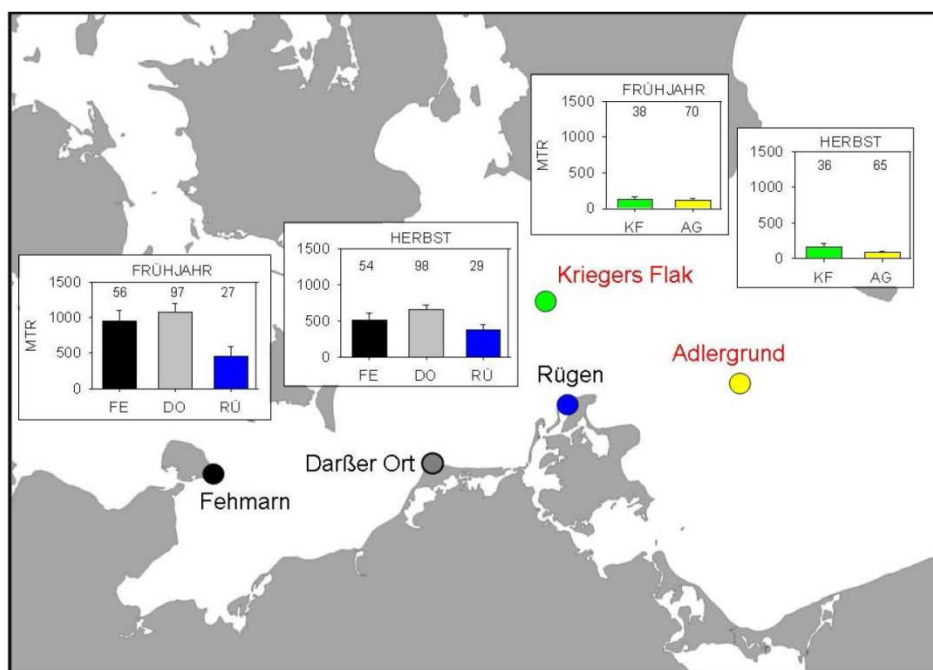 FRÜHJAHR
1500
38 70
1000
MTR
500
0
KF AG
HERBST
1500
36 65
1000
500
0
KF AG
HERBST
1500
54 98 29
1000
500
0
FE DO RÜ
FRÜHJAHR
1500
56 97 27
1000
MTR
500
0
FE DO RÜ
Kriegers Flak
Adlergrund
Rügen
Darßer Ort
Fehmarn